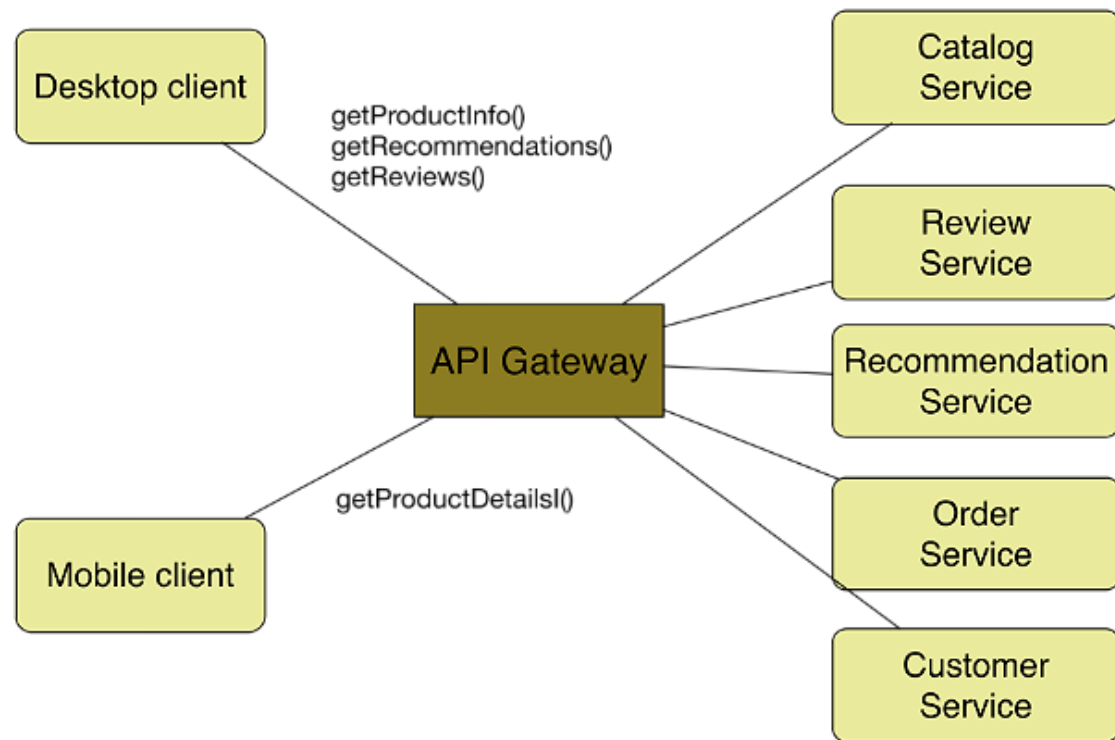 Desktop client
getProductInfo()
getRecommendations()
getReviews()
Catalog
Service
Review
Service
API Gateway
Recommendation
Service
getProductDetailsI()
Order
Service
Mobile client
Customer
Service